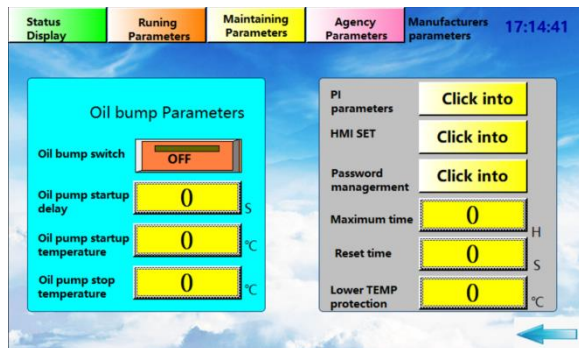 Status
Display
Runing
Parameters
Maintaining
Parameters
Agency
Parameters
Manufacturers
parameters
17:14:41
Oil bump Parameters
Oil bump switch
OFF
Oil pump startup
delay
0
S
Oil pump startup
temperature
0
℃
Oil pump stop
temperature
0
℃
PI
parameters
Click into
HMI SET
Click into
Password
managerment
Click into
Maximum time
0
H
Reset time
0
S
Lower TEMP
protection
0
℃